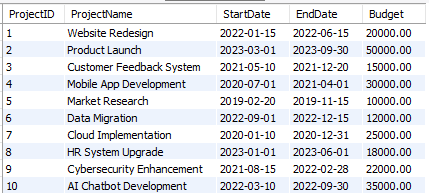 ProjectID ProjectName StartDate EndDate Budget
1 Website Redesign 2022-01-15 2022-06-15 20000.00
2 Product Launch 2023-03-01 2023-09-30 50000.00
3 Customer Feedback System 2021-05-10 2021-12-20 15000.00
4 Mobile App Development 2020-07-01 2021-04-01 30000.00
5 Market Research 2019-02-20 2019-11-15 10000.00
6 Data Migration 2022-09-01 2022-12-15 12000.00
7 Cloud Implementation 2020-01-10 2020-12-31 25000.00
8 HR System Upgrade 2023-01-01 2023-06-01 18000.00
9 Cybersecurity Enhancement 2021-08-15 2022-02-28 22000.00
10 AI Chatbot Development 2022-03-10 2022-09-30 35000.00